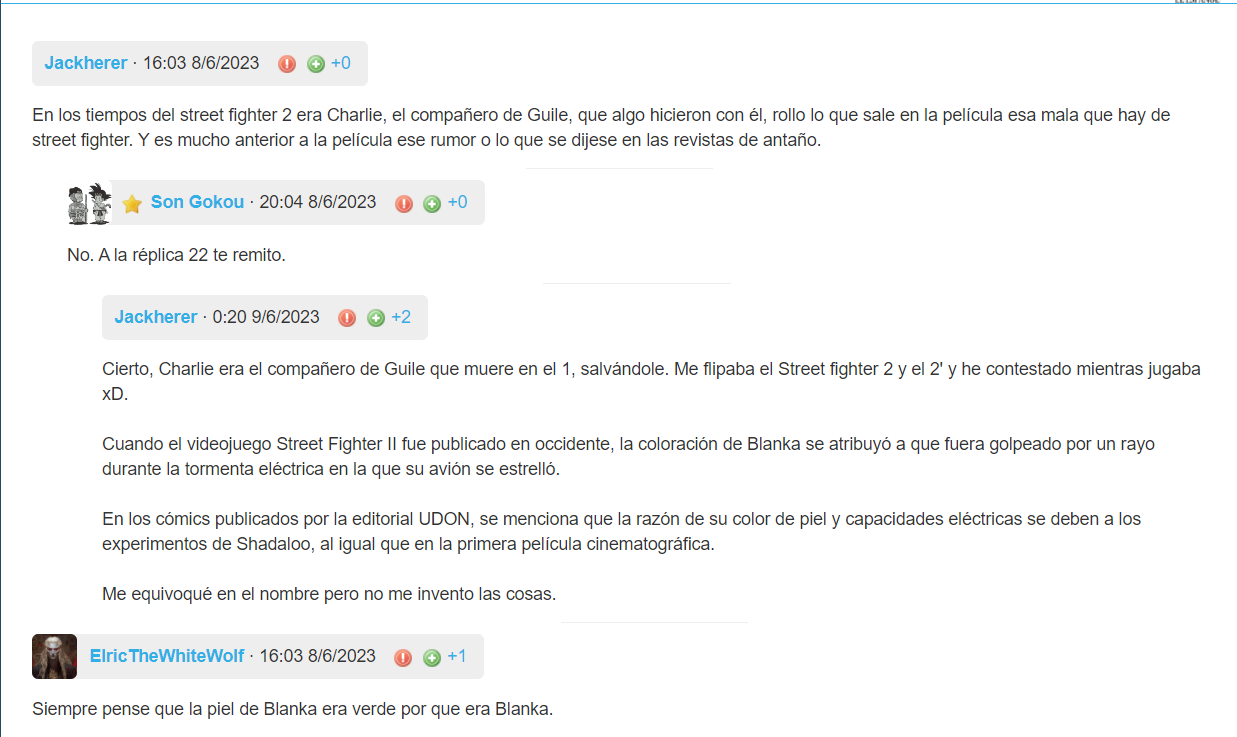 Jackherer · 16:03 8/6/2023 +0
En los tiempos del street fighter 2 era Charlie, el compañero de Guile, que algo hicieron con él, rollo lo que sale en la película esa mala que hay de
street fighter. Y es mucho anterior a la película ese rumor o lo que se dijese en las revistas de antaño.
Son Gokou · 20:04 8/6/2023 +0
No. A la réplica 22 te remito.
Jackherer · 0:20 9/6/2023 +2
Cierto, Charlie era el compañero de Guile que muere en el 1, salvándole. Me flipaba el Street fighter 2 y el 2' y he contestado mientras jugaba
xD.
Cuando el videojuego Street Fighter II fue publicado en occidente, la coloración de Blanka se atribuyó a que fuera golpeado por un rayo
durante la tormenta eléctrica en la que su avión se estrelló.
En los cómics publicados por la editorial UDON, se menciona que la razón de su color de piel y capacidades eléctricas se deben a los
experimentos de Shadaloo, al igual que en la primera película cinematográfica.
Me equivoqué en el nombre pero no me invento las cosas.
ElricTheWhiteWolf · 16:03 8/6/2023 +1
Siempre pense que la piel de Blanka era verde por que era Blanka.